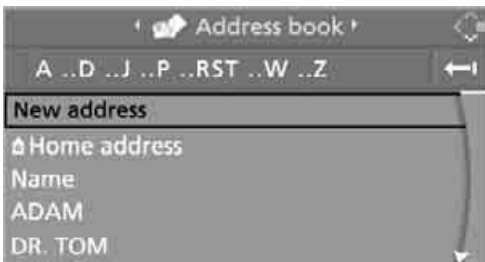 Address book
A ..D ..J ..P ..RST ..W ..Z
New address
Home address
Name
ADAM
DR. TOM